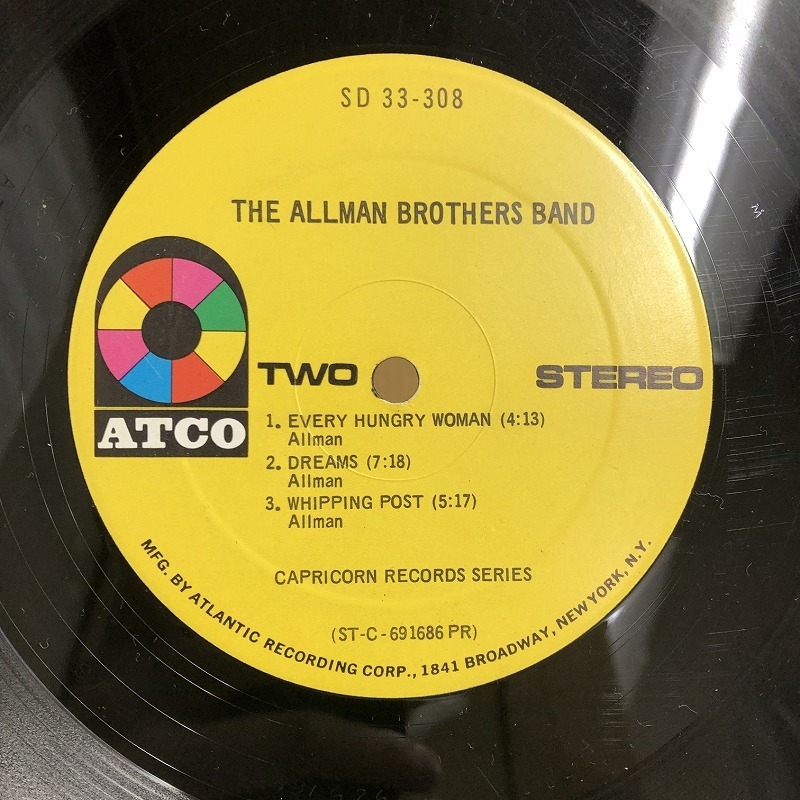 SD 33-308
THE ALLMAN BROTHERS BAND
ATCO
TWO
STEREO
1. EVERY HUNGRY WOMAN (4:13)
Allman
2. DREAMS (7:18)
Allman
3. WHIPPING POST (5:17)
Allman
CAPRICORN RECORDS SERIES
(ST-C-691686 PR)
MFG. BY ATLANTIC RECORDING CORP., 1841 BROADWAY, NEW YORK, N.Y.